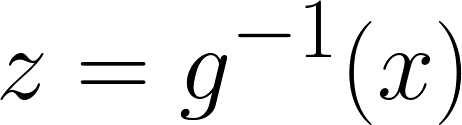 z = g⁻¹(x)